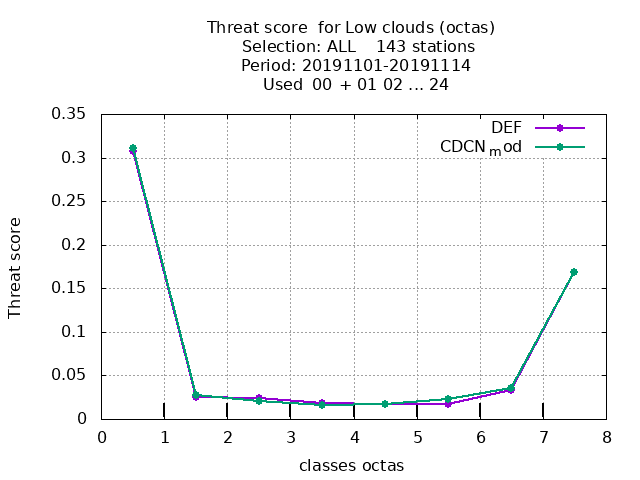 Threat score  for Low clouds (octas)
Selection: ALL    143 stations
Period: 20191101-20191114
Used  00 + 01 02 ... 24
0.35
DEF
CDCNmod
0.3
0.25
0.2
0.15
0.1
0.05
0
Threat score
0 1 2 3 4 5 6 7 8
classes octas